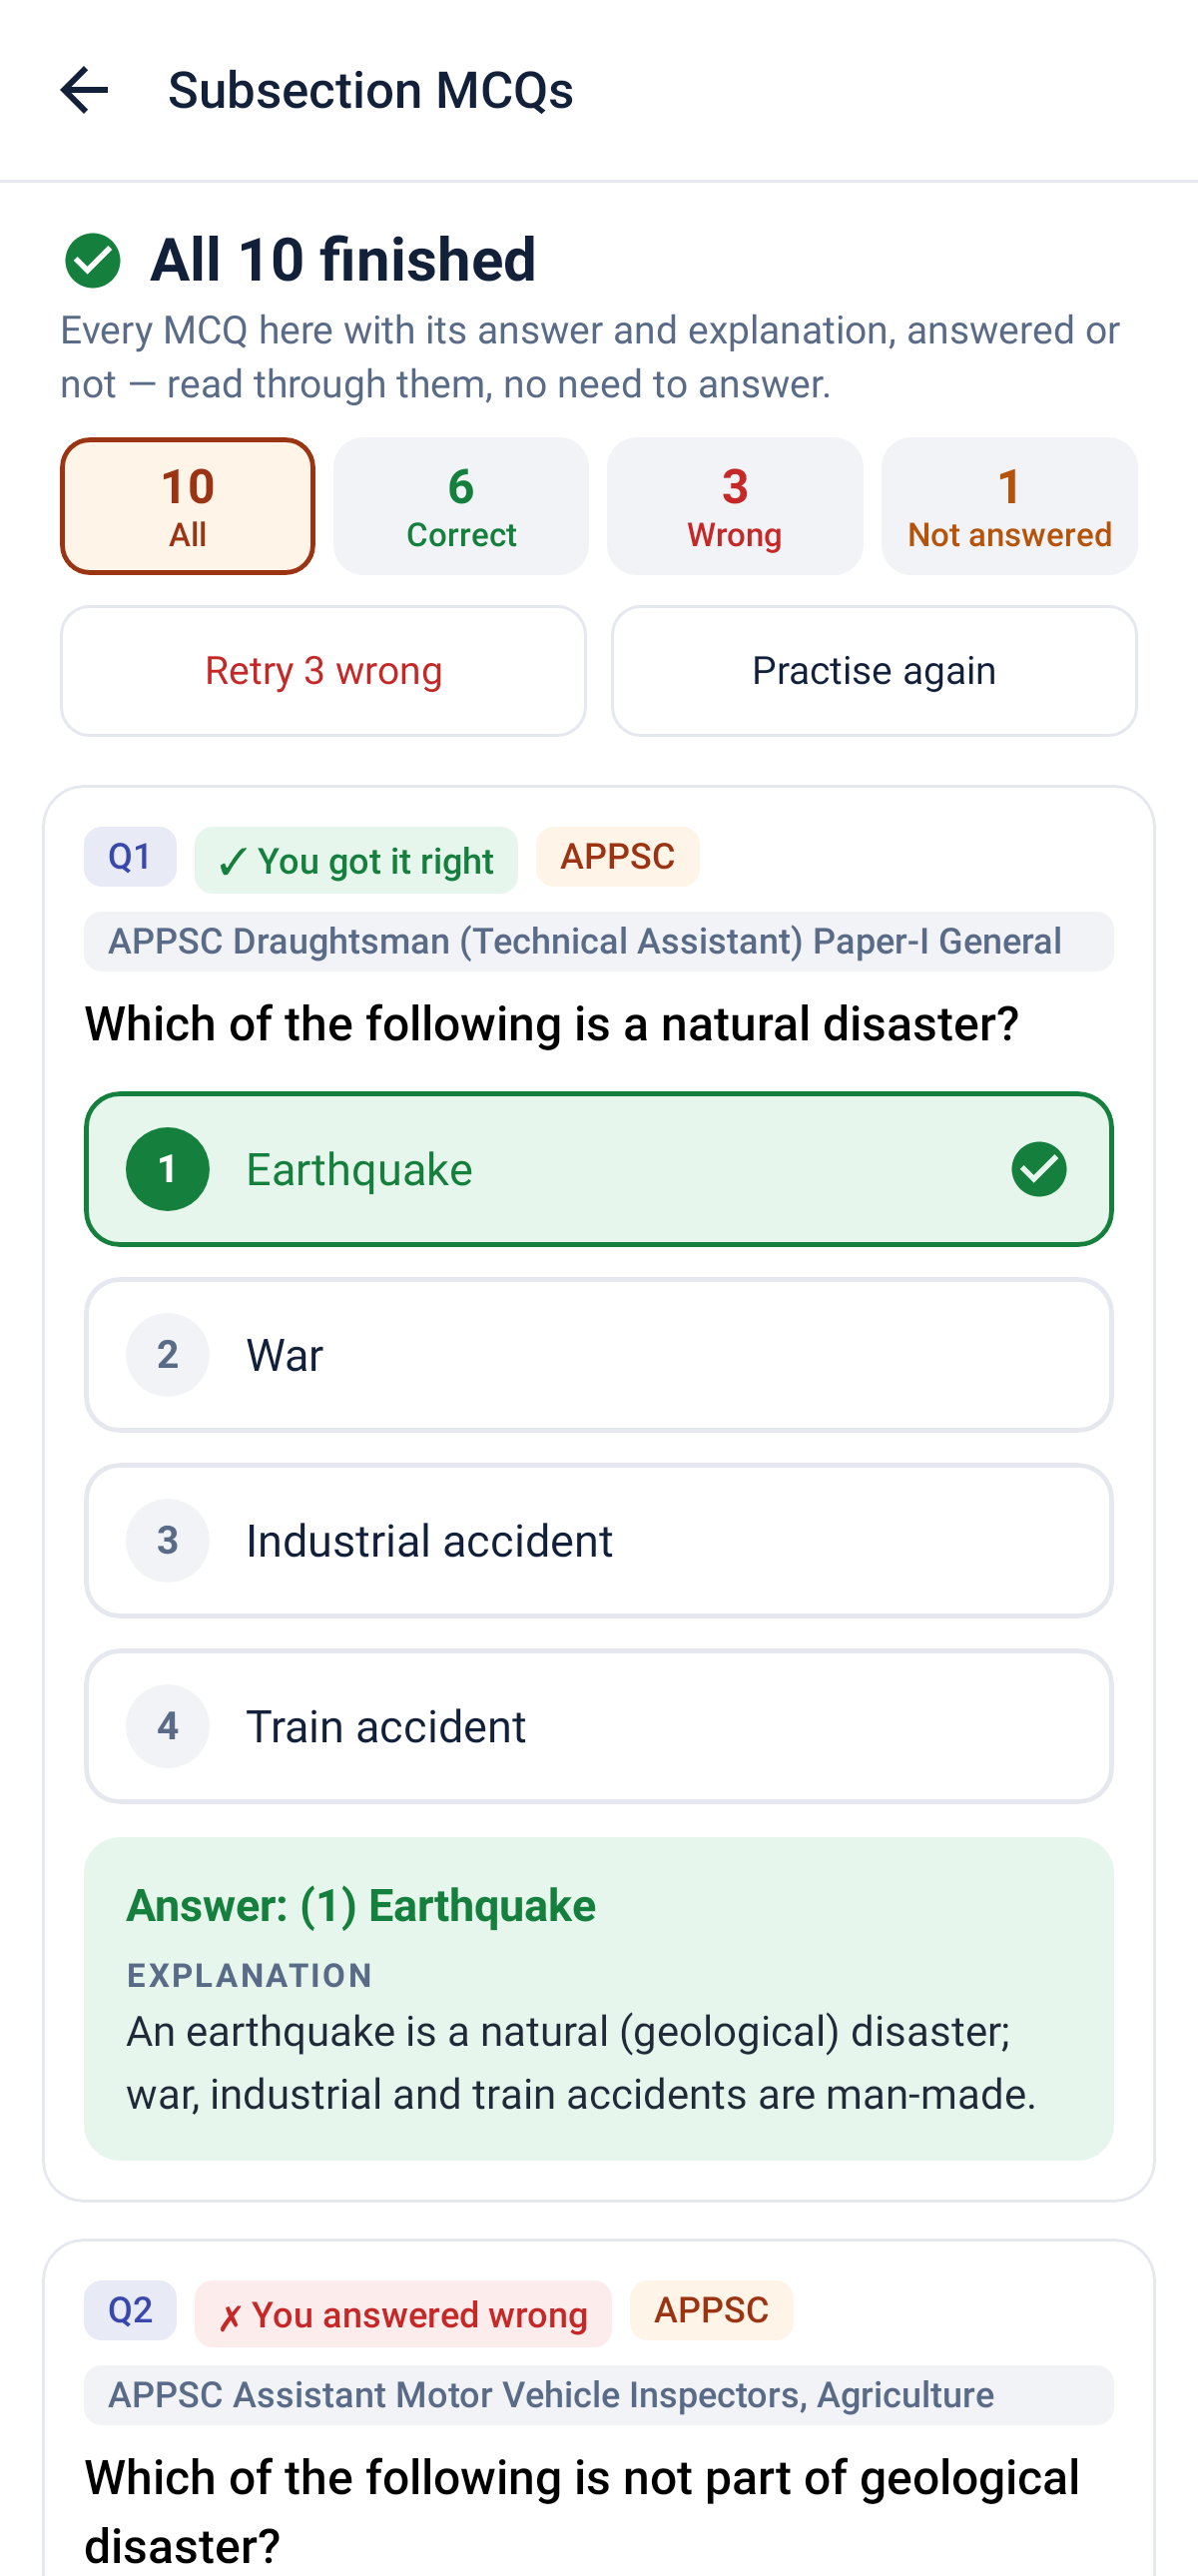 Subsection MCQs
All 10 finished
Every MCQ here with its answer and explanation, answered or
not — read through them, no need to answer.
10
All
6
Correct
3
Wrong
1
Not answered
Retry 3 wrong
Practise again
Q1
✓ You got it right
APPSC
APPSC Draughtsman (Technical Assistant) Paper-I General
Which of the following is a natural disaster?
1 Earthquake
2 War
3 Industrial accident
4 Train accident
Answer: (1) Earthquake
EXPLANATION
An earthquake is a natural (geological) disaster;
war, industrial and train accidents are man-made.
Q2
✗ You answered wrong
APPSC
APPSC Assistant Motor Vehicle Inspectors, Agriculture
Which of the following is not part of geological
disaster?